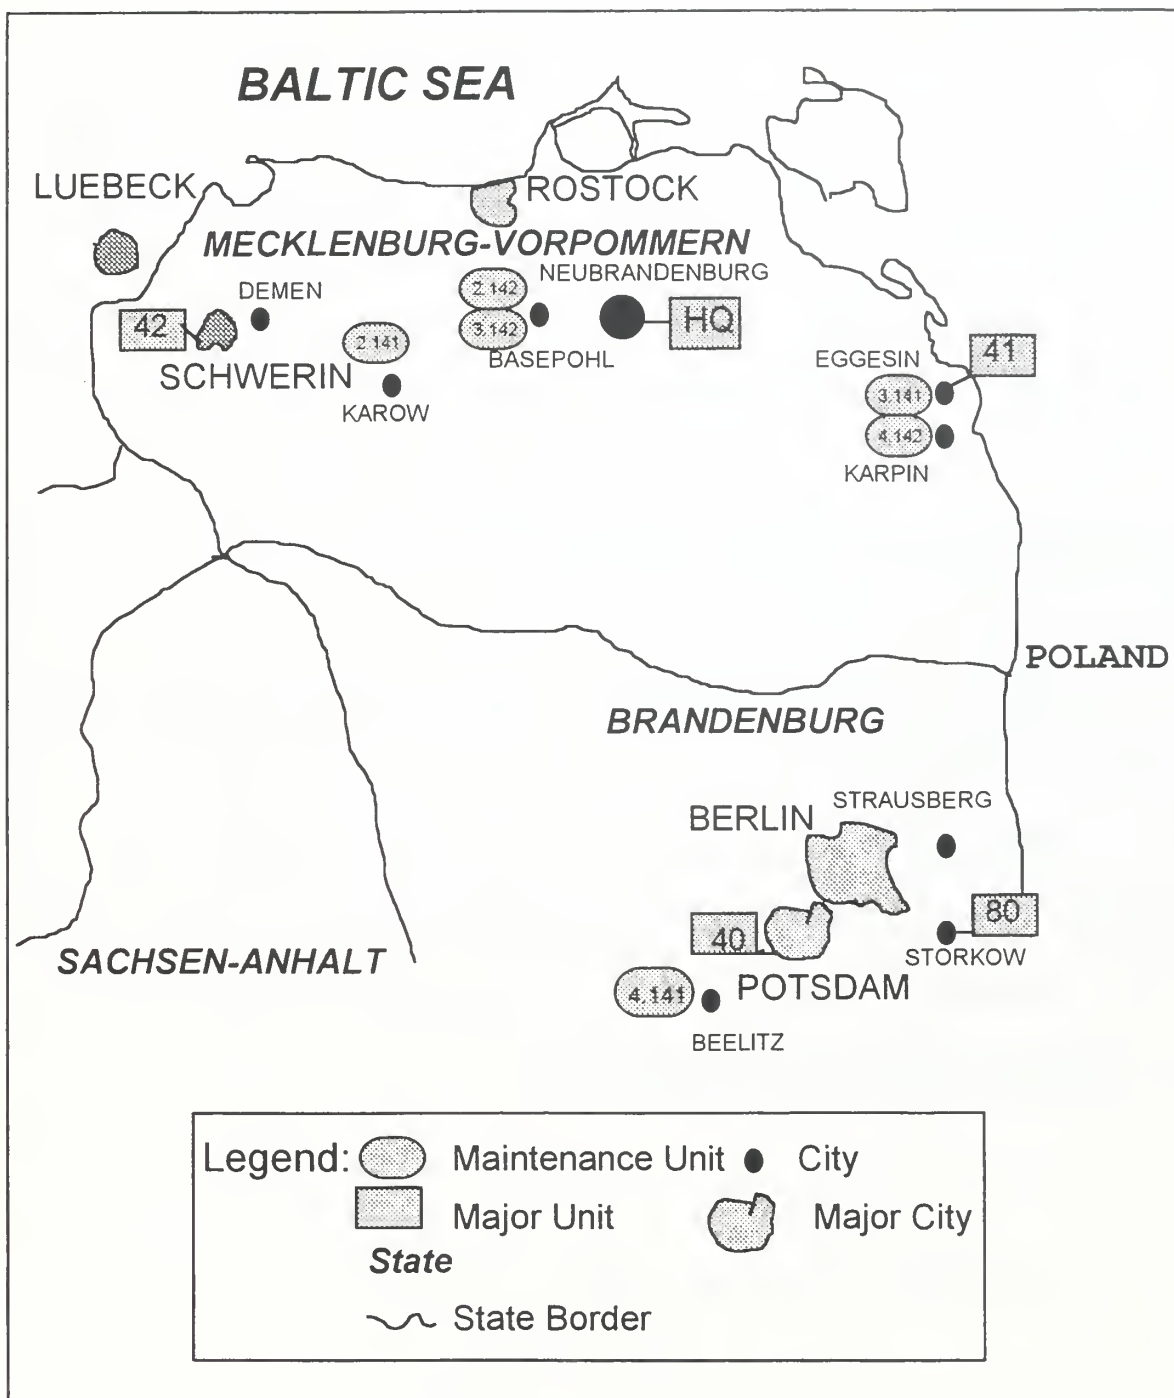 BALTIC SEA
LUEBECK
ROSTOCK
MECKLENBURG-VORPOMMERN
NEUBRANDENBURG
DEMEN
2.142
42
3.142
HQ
2.141
BASEPOHL
SCHWERIN
KAROW
EGGESIN
41
3.141
4.142
KARPIN
POLAND
BRANDENBURG
STRAUSBERG
BERLIN
80
40
STORKOW
SACHSEN-ANHALT
4.141
POTSDAM
BEELITZ
Legend:
Maintenance Unit
City
Major Unit
Major City
State
State Border